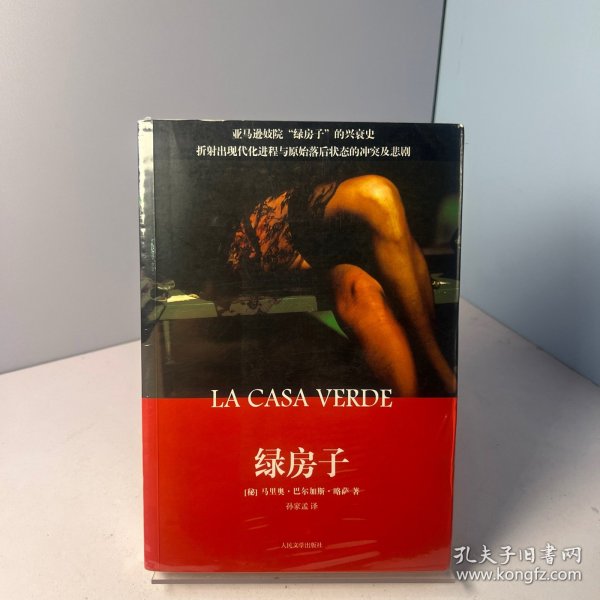 亚马逊妓院“绿房子”的兴衰史
折射出现代化进程与原始落后状态的冲突及悲剧
LA CASA VERDE
绿房子
[秘] 马里奥·巴尔加斯·略萨 著
孙家孟 译
人民文学出版社
孔夫子旧书网
www.kongfz.com